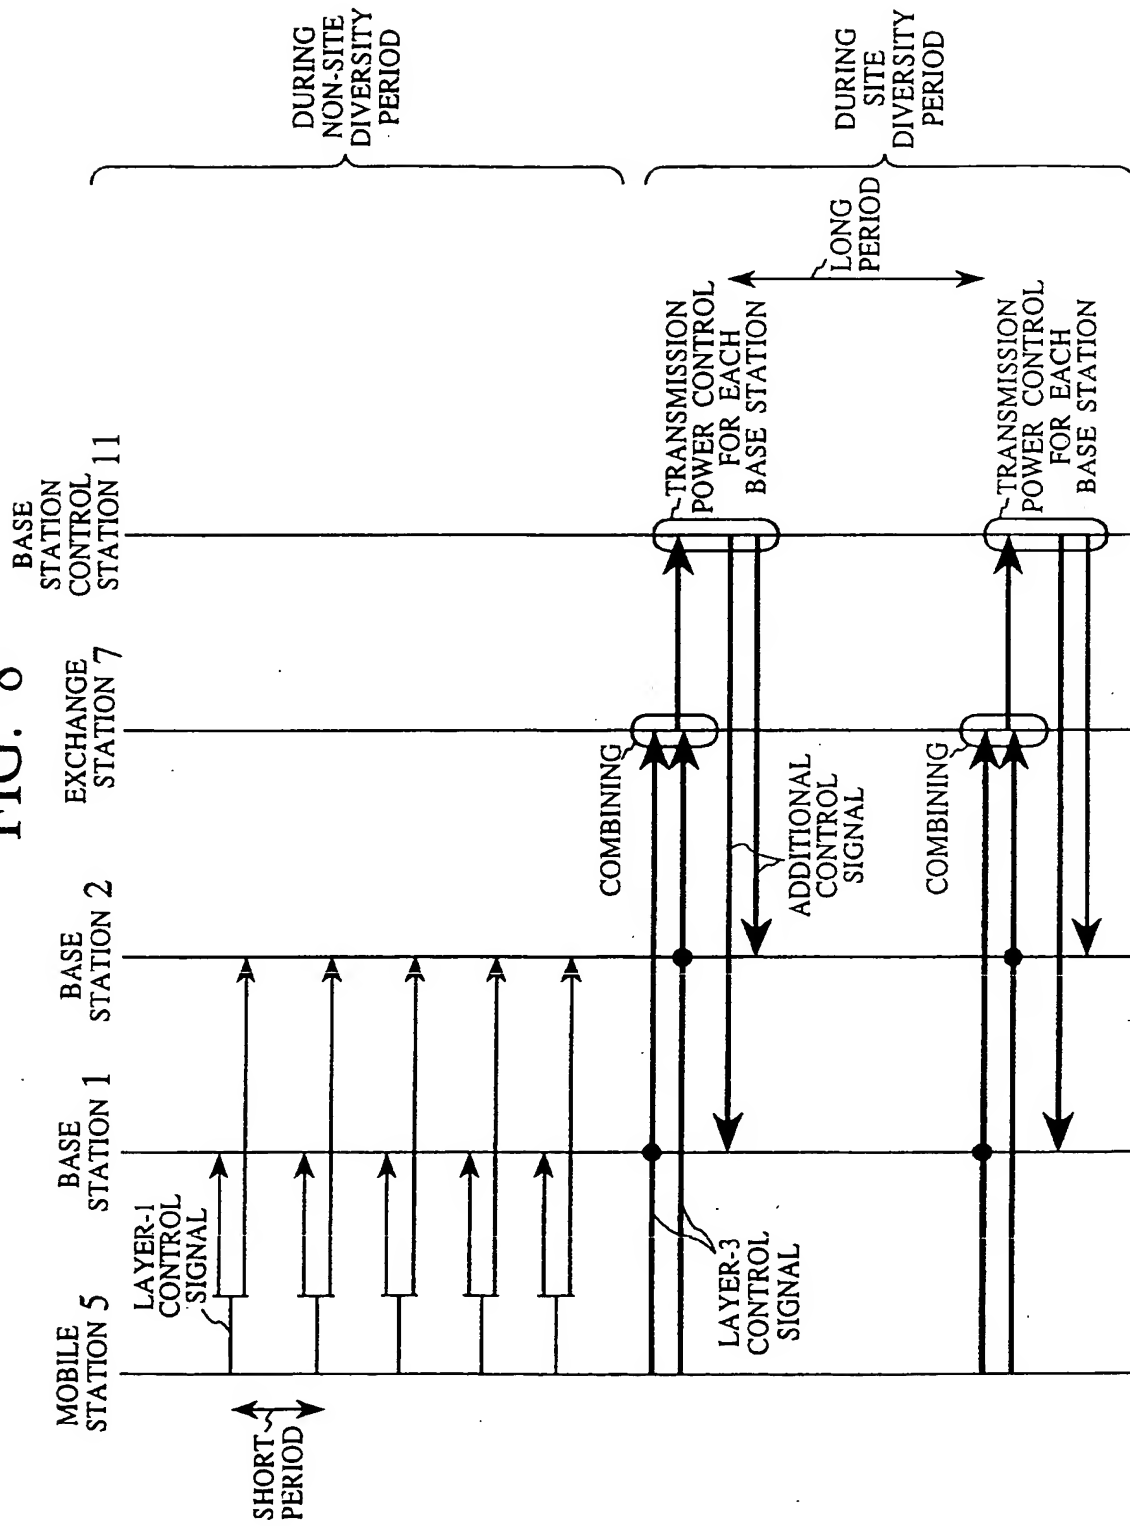 FIG. 8
MOBILE
STATION 5
BASE
STATION 1
BASE
STATION 2
EXCHANGE
STATION 7
BASE
STATION
CONTROL
STATION 11
SHORT
PERIOD
LAYER-1
CONTROL
SIGNAL
DURING
NON-SITE
DIVERSITY
PERIOD
LAYER-3
CONTROL
SIGNAL
COMBINING
ADDITIONAL
CONTROL
SIGNAL
TRANSMISSION
POWER CONTROL
FOR EACH
BASE STATION
LONG
PERIOD
DURING
SITE
DIVERSITY
PERIOD
COMBINING
TRANSMISSION
POWER CONTROL
FOR EACH
BASE STATION